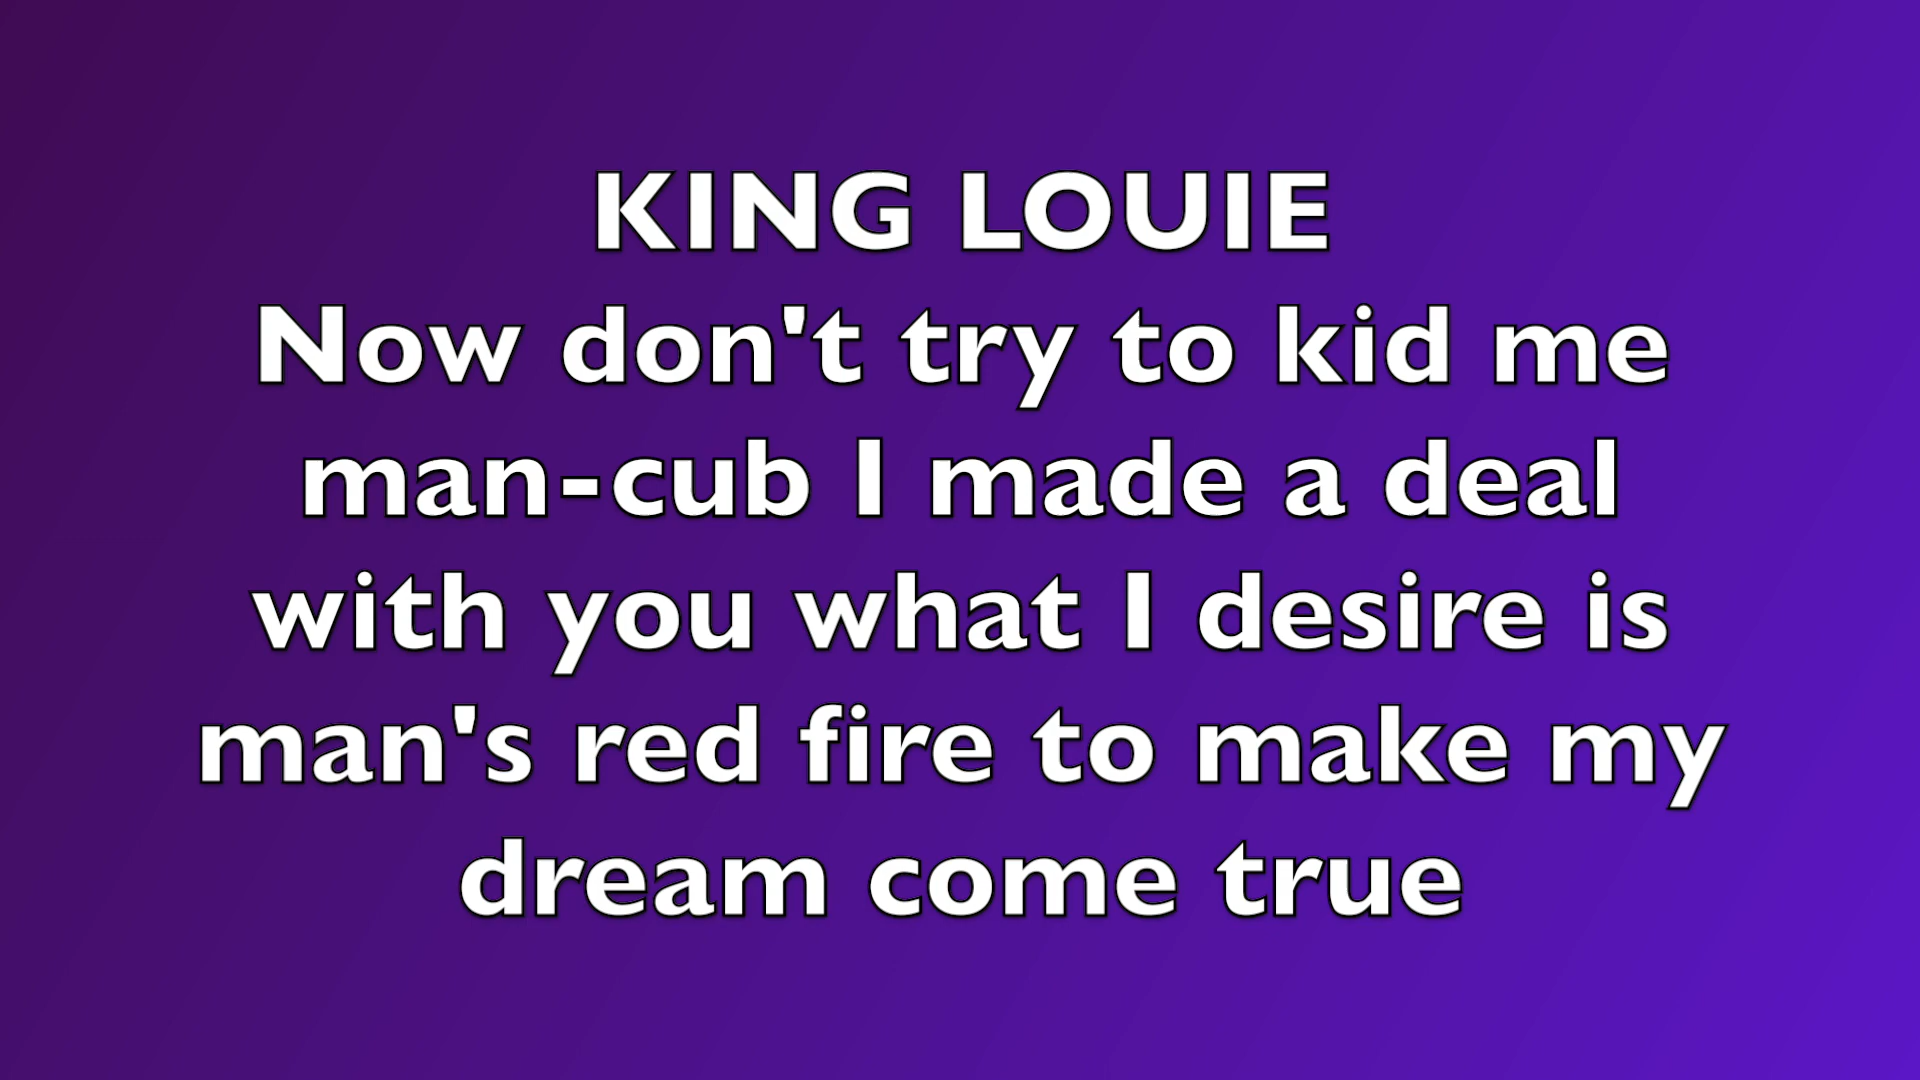 KING LOUIE
Now don't try to kid me
man-cub I made a deal
with you what I desire is
man's red fire to make my
dream come true